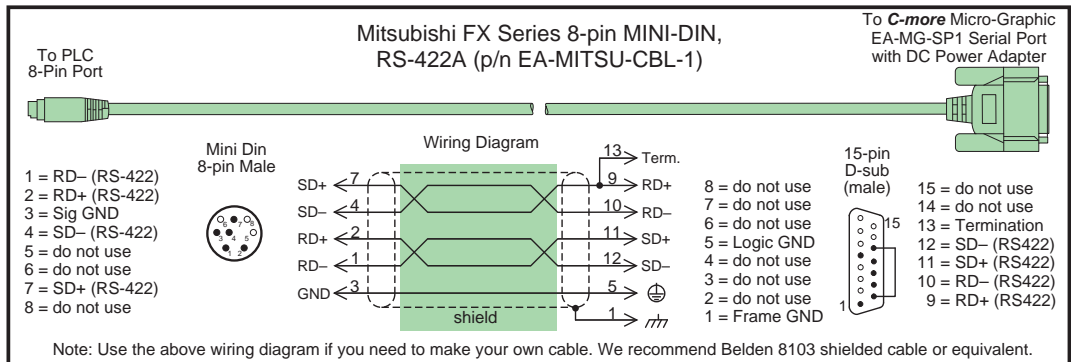 Mitsubishi FX Series 8-pin MINI-DIN,
RS-422A (p/n EA-MITSU-CBL-1)
To PLC
8-Pin Port
To C-more Micro-Graphic
EA-MG-SP1 Serial Port
with DC Power Adapter
1 = RD– (RS-422)
2 = RD+ (RS-422)
3 = Sig GND
4 = SD– (RS-422)
5 = do not use
6 = do not use
7 = SD+ (RS-422)
8 = do not use
Mini Din
8-pin Male
6 7 8
3 4 5
1 2
Wiring Diagram
13 Term.
SD+ 7 9 RD+
SD– 4 10 RD–
RD+ 2 11 SD+
RD– 1 12 SD–
GND 3 5
shield 1
8 = do not use
7 = do not use
6 = do not use
5 = Logic GND
4 = do not use
3 = do not use
2 = do not use
1 = Frame GND
15-pin
D-sub
(male)
15
1
15 = do not use
14 = do not use
13 = Termination
12 = SD– (RS422)
11 = SD+ (RS422)
10 = RD– (RS422)
9 = RD+ (RS422)
Note: Use the above wiring diagram if you need to make your own cable. We recommend Belden 8103 shielded cable or equivalent.